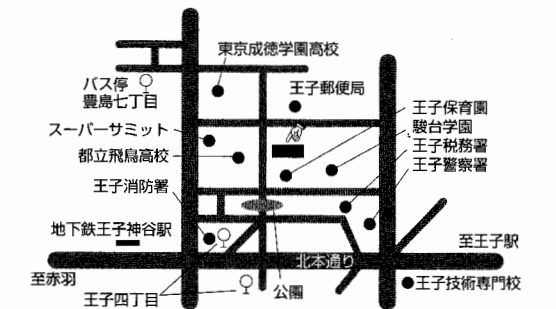 東京成徳学園高校
バス停
豊島七丁目
王子郵便局
王子保育園
スーパーサミット
駿台学園
都立飛鳥高校
王子税務署
王子警察署
王子消防署
地下鉄王子神谷駅
至王子駅
北本通り
至赤羽
王子四丁目
公園
王子技術専門校